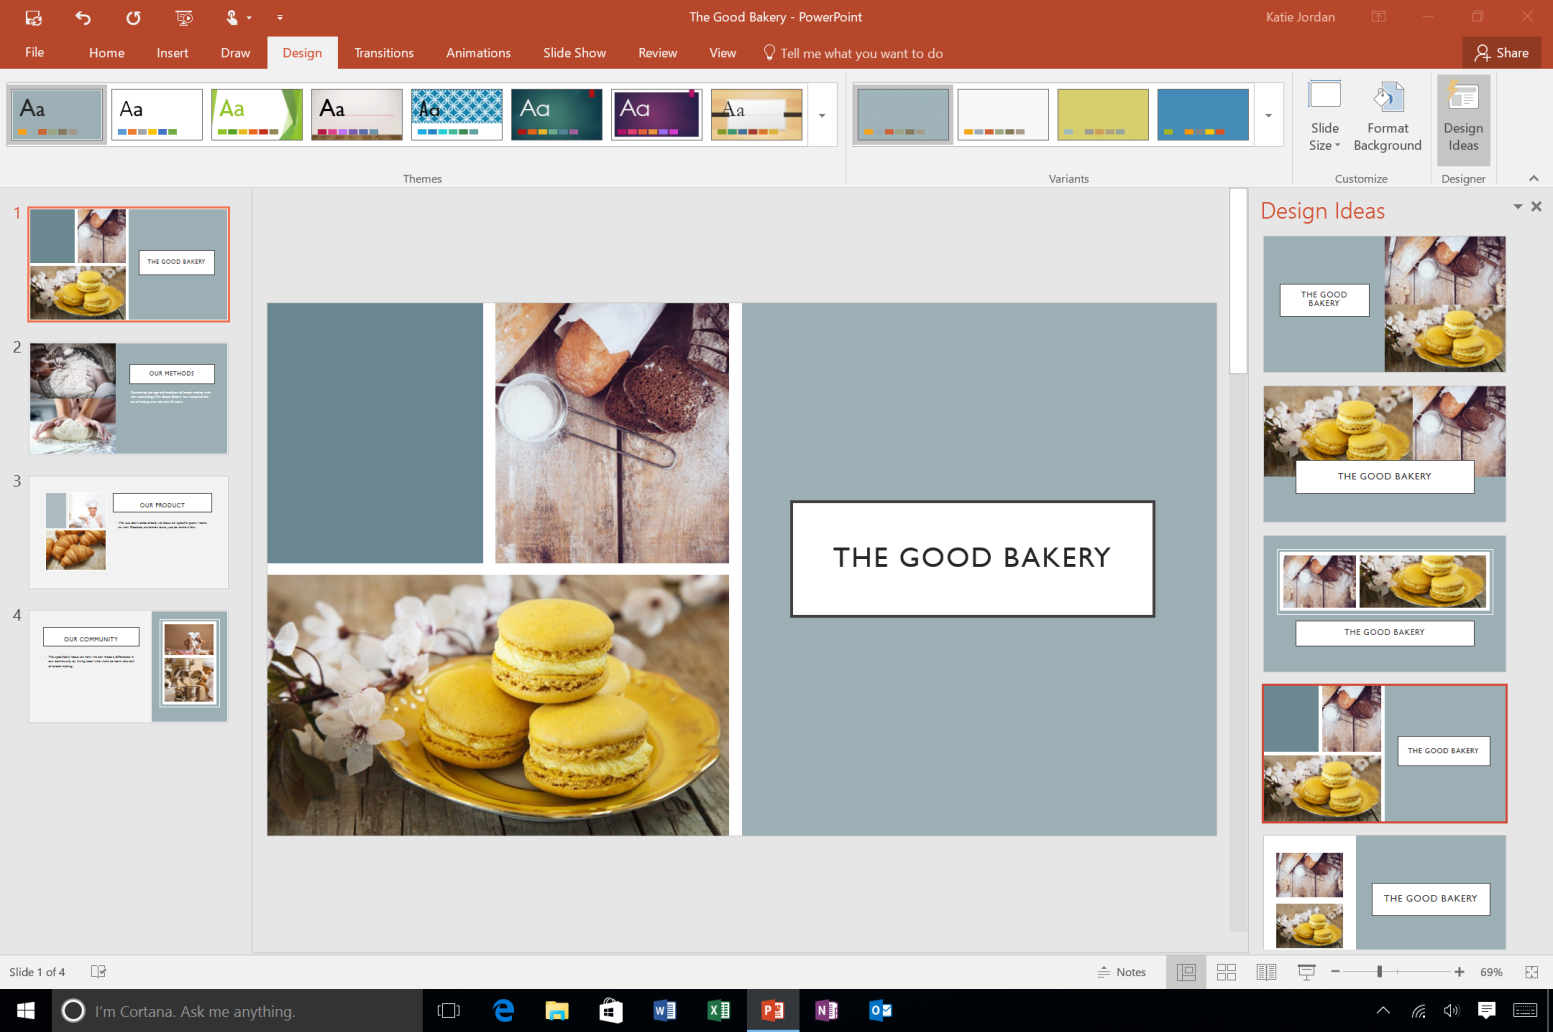 The Good Bakery - PowerPoint
Katie Jordan
File
Home
Insert
Draw
Design
Transitions
Animations
Slide Show
Review
View
Tell me what you want to do
Share
Aa
Aa
Aa
Aa
Aa
Aa
Aa
Aa
Slide
Size
Format
Background
Design
Ideas
Themes
Variants
Customize
Designer
1
THE GOOD BAKERY
2
OUR METHODS
3
OUR PRODUCT
4
OUR COMMUNITY
THE GOOD BAKERY
Design Ideas
THE GOOD
BAKERY
THE GOOD BAKERY
THE GOOD BAKERY
THE GOOD BAKERY
THE GOOD BAKERY
Slide 1 of 4
Notes
69%
I'm Cortana. Ask me anything.